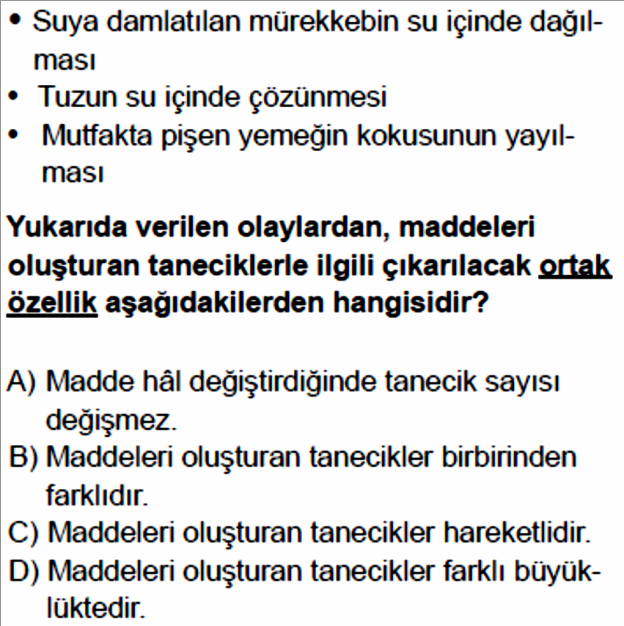 • Suya damlatılan mürekkebin su içinde dağıl-
ması
• Tuzun su içinde çözünmesi
• Mutfakta pişen yemeğin kokusunun yayıl-
ması
Yukarıda verilen olaylardan, maddeleri
oluşturan taneciklerle ilgili çıkarılacak ortak
özellik aşağıdakilerden hangisidir?
A) Madde hâl değiştirdiğinde tanecik sayısı
değişmez.
B) Maddeleri oluşturan tanecikler birbirinden
farklıdır.
C) Maddeleri oluşturan tanecikler hareketlidir.
D) Maddeleri oluşturan tanecikler farklı büyük-
lüktedir.